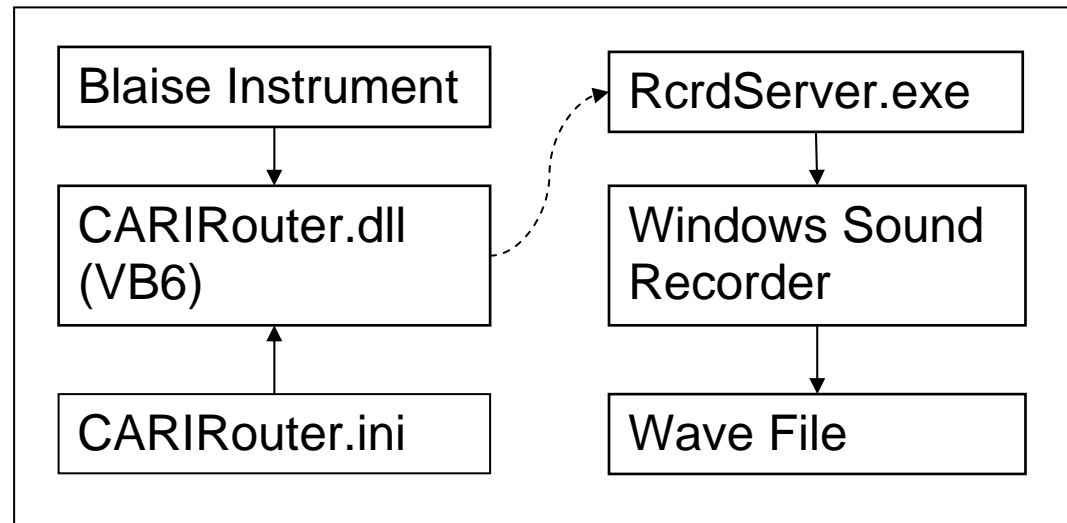 Blaise Instrument
CARIRouter.dll
(VB6)
CARIRouter.ini
RcrdServer.exe
Windows Sound
Recorder
Wave File